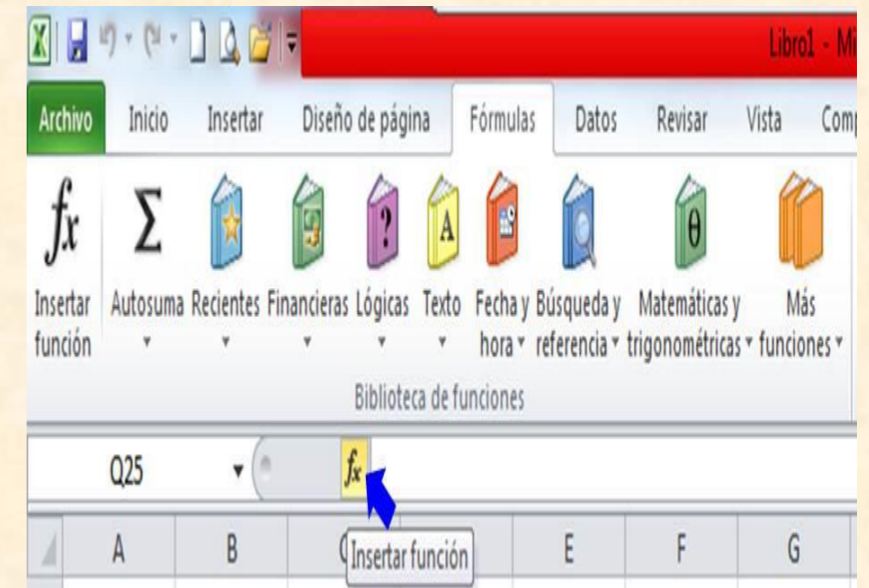 Libro1 - Mi
Archivo Inicio Insertar Diseño de página Fórmulas Datos Revisar Vista Com
fx Σ ? A θ
Insertar función Autosuma Recientes Financieras Lógicas Texto Fecha y hora Búsqueda y referencia Matemáticas y trigonométricas Más funciones
Biblioteca de funciones
Q25 fx
A B C E F G
Insertar función